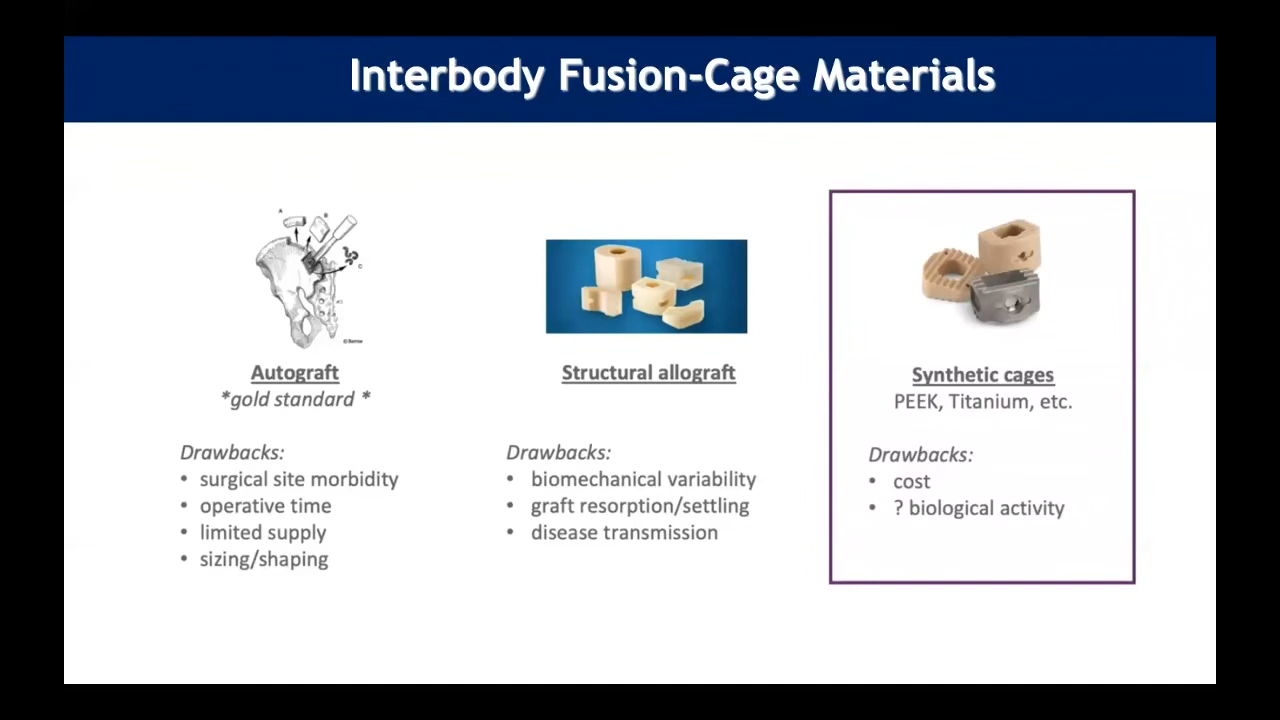 Interbody Fusion-Cage Materials
A
B
C
© Barrow
Autograft
*gold standard *
Drawbacks:
• surgical site morbidity
• operative time
• limited supply
• sizing/shaping
Structural allograft
Drawbacks:
• biomechanical variability
• graft resorption/settling
• disease transmission
Synthetic cages
PEEK, Titanium, etc.
Drawbacks:
• cost
• ? biological activity